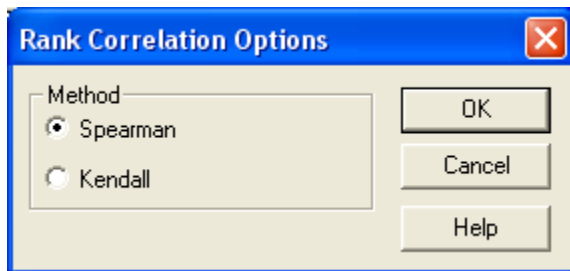 Rank Correlation Options
Method
Spearman
Kendall
OK
Cancel
Help